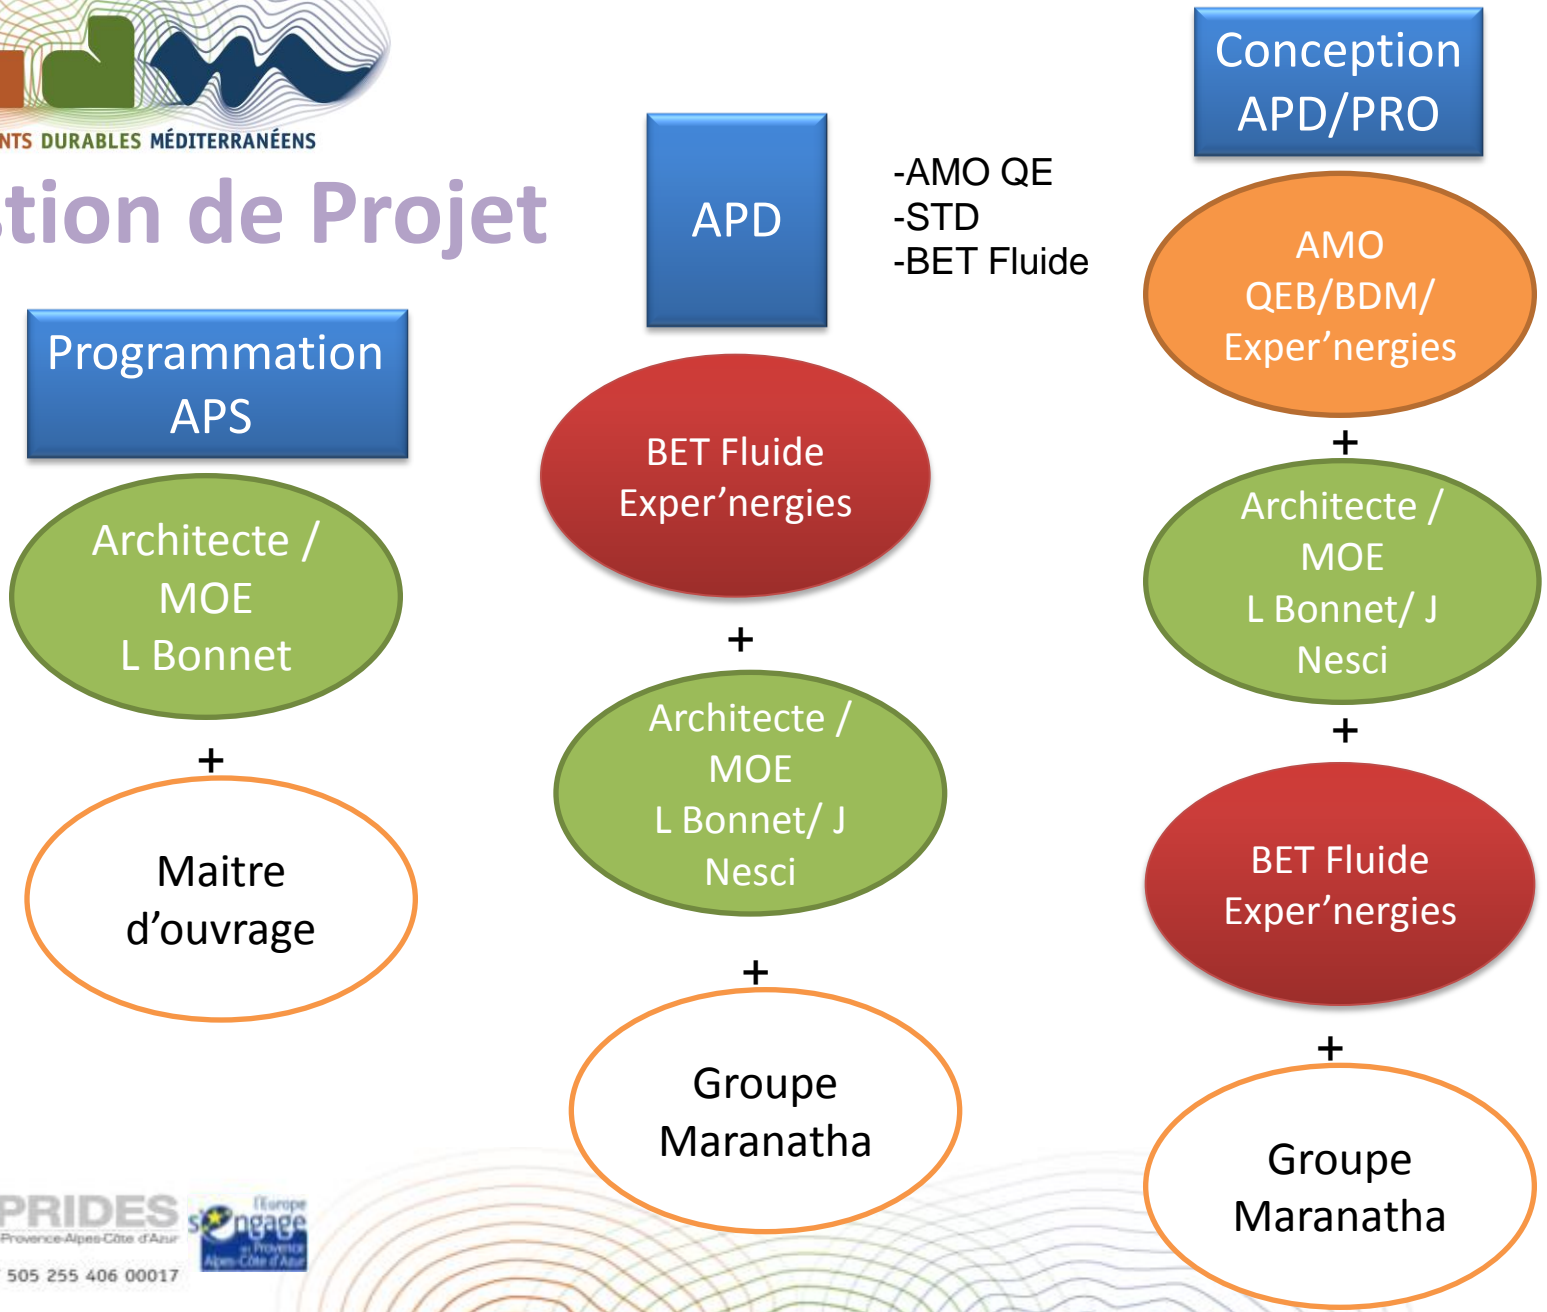 NTS DURABLES MÉDITERRANÉENS
stion de Projet
Programmation
APS
Architecte /
MOE
L Bonnet
+
Maitre
d’ouvrage
APD
-AMO QE
-STD
-BET Fluide
BET Fluide
Exper’nergies
+
Architecte /
MOE
L Bonnet/ J
Nesci
+
Groupe
Maranatha
Conception
APD/PRO
AMO
QEB/BDM/
Exper’nergies
+
Architecte /
MOE
L Bonnet/ J
Nesci
+
BET Fluide
Exper’nergies
+
Groupe
Maranatha
PRIDES
Provence-Alpes-Côte d'Azur
l'Europe
s'engage
en Provence
Alpes-Côte d'Azur
505 255 406 00017